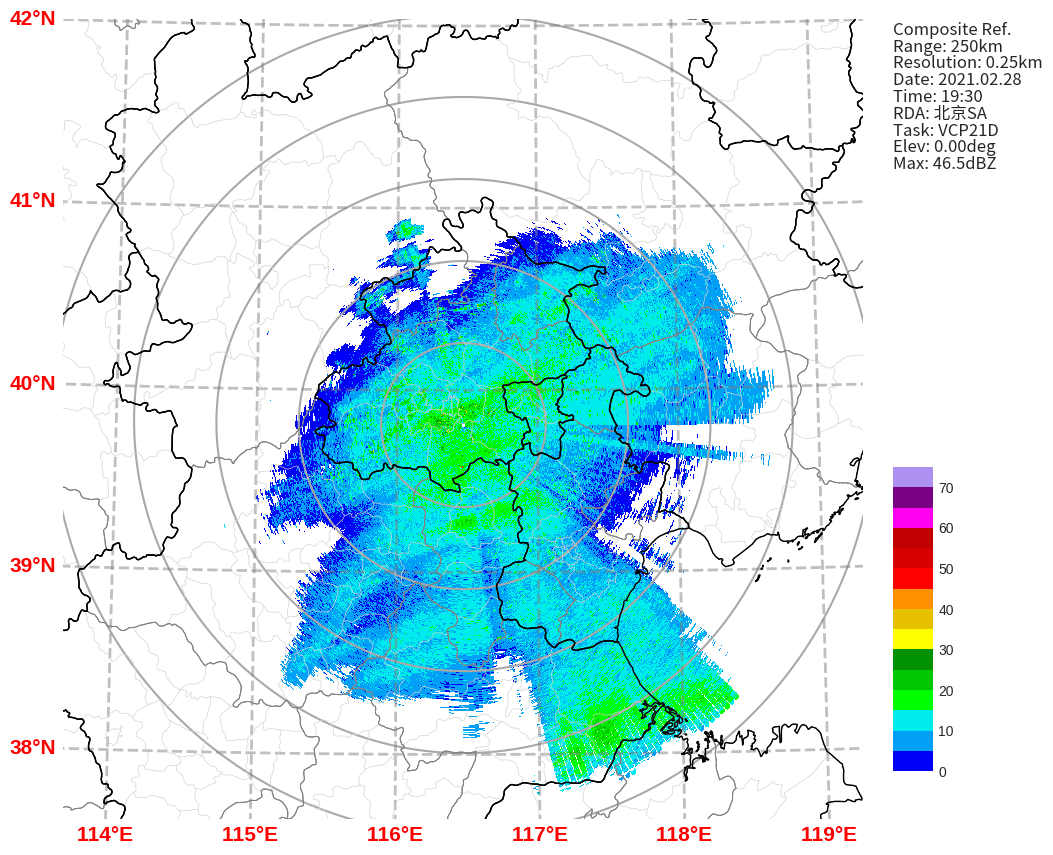 42°N
41°N
40°N
39°N
38°N
114°E 115°E 116°E 117°E 118°E 119°E
Composite Ref.
Range: 250km
Resolution: 0.25km
Date: 2021.02.28
Time: 19:30
RDA: 北京SA
Task: VCP21D
Elev: 0.00deg
Max: 46.5dBZ
70
60
50
40
30
20
10
0